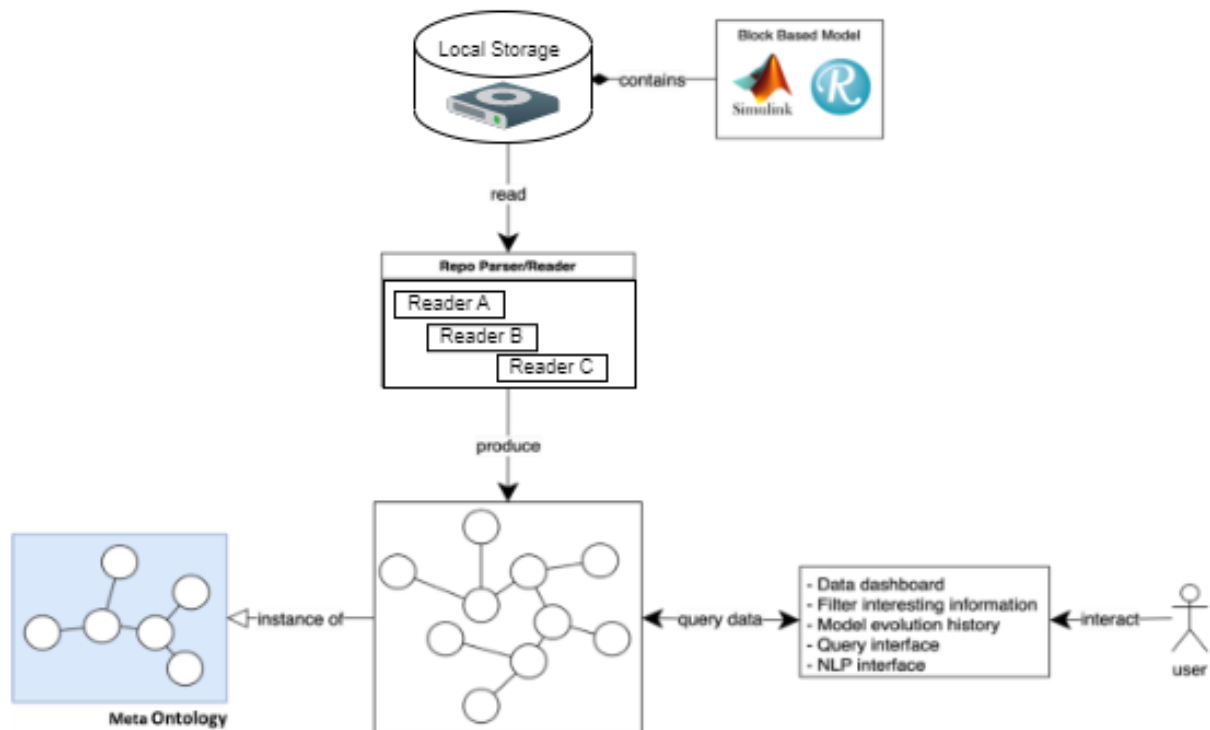 Local Storage
contains
Block Based Model
Simulink
R
read
Repo Parser/Reader
Reader A
Reader B
Reader C
produce
instance of
Meta Ontology
query data
- Data dashboard
- Filter interesting information
- Model evolution history
- Query interface
- NLP interface
interact
user